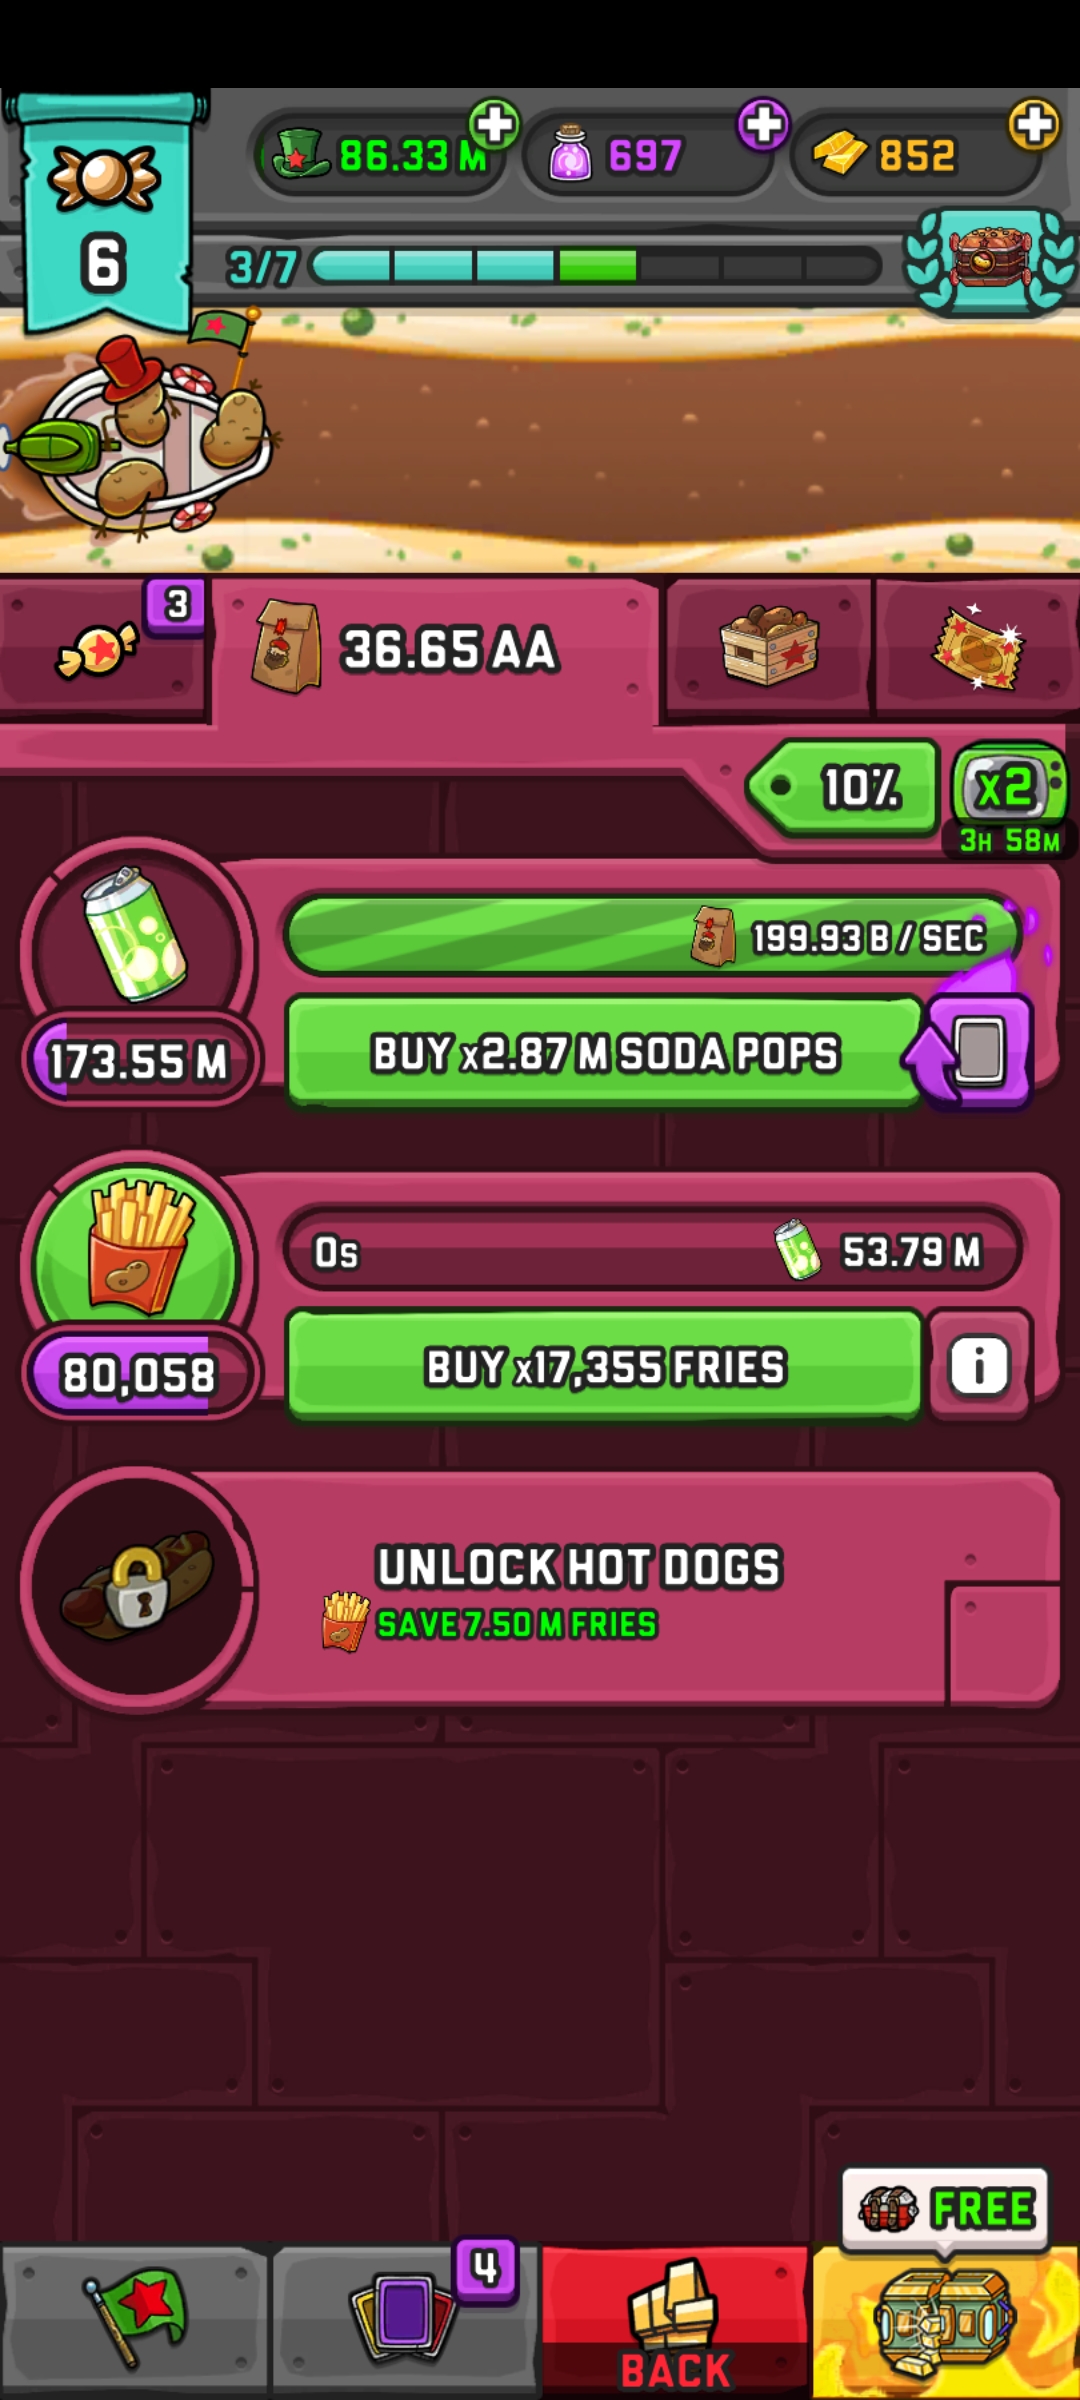 86.33 M
697
852
6
3/7
3
36.65 AA
10%
x2
3H 58M
199.93 B / SEC
173.55 M
BUY x2.87 M SODA POPS
0s
53.79 M
80,058
BUY x17,355 FRIES
i
UNLOCK HOT DOGS
SAVE 7.50 M FRIES
FREE
4
BACK